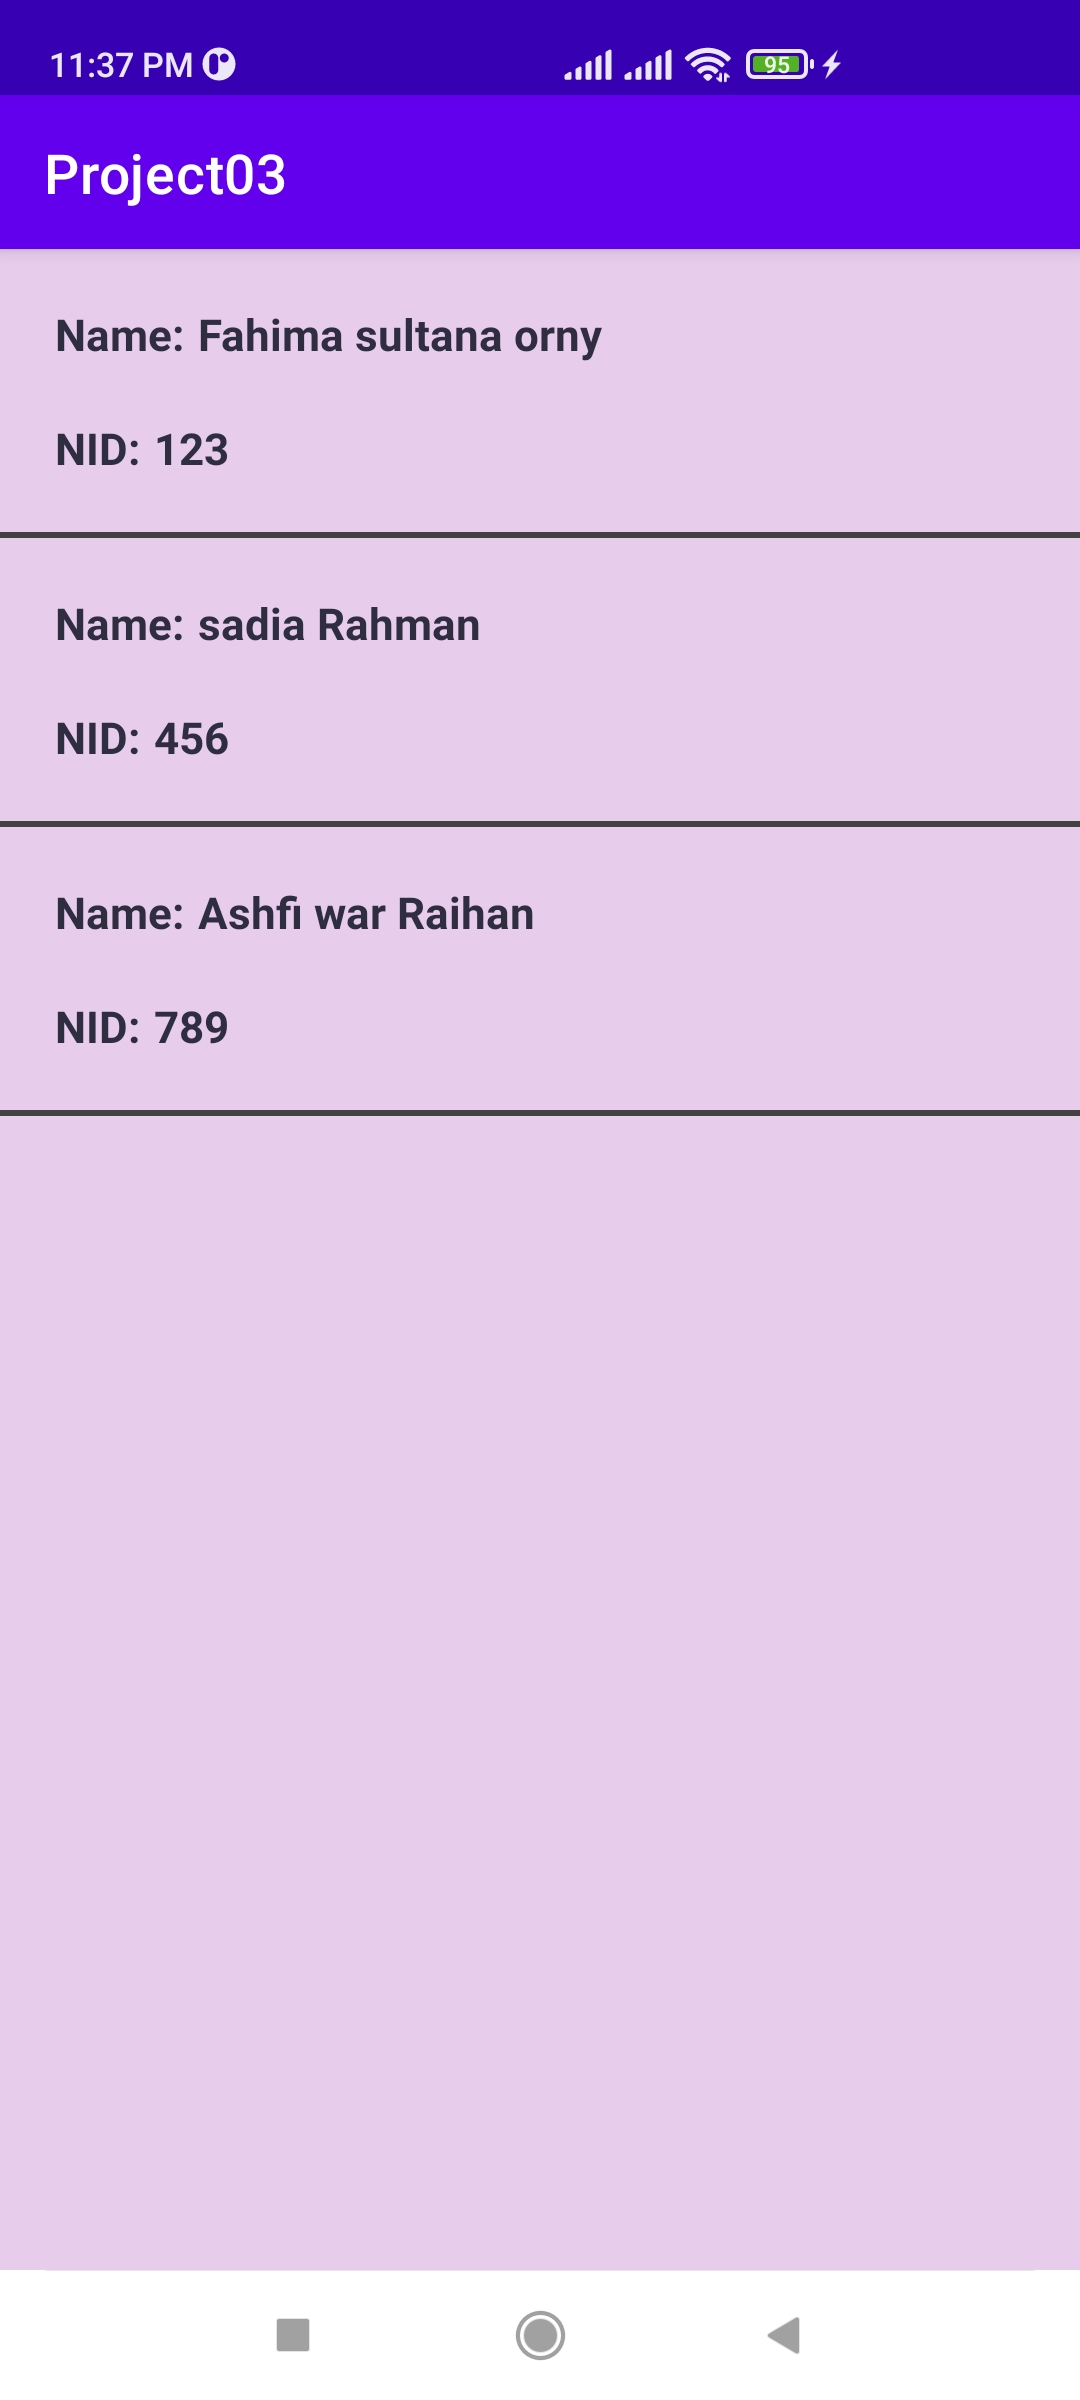 11:37 PM
95
Project03
Name: Fahima sultana orny
NID: 123
Name: sadia Rahman
NID: 456
Name: Ashfi war Raihan
NID: 789